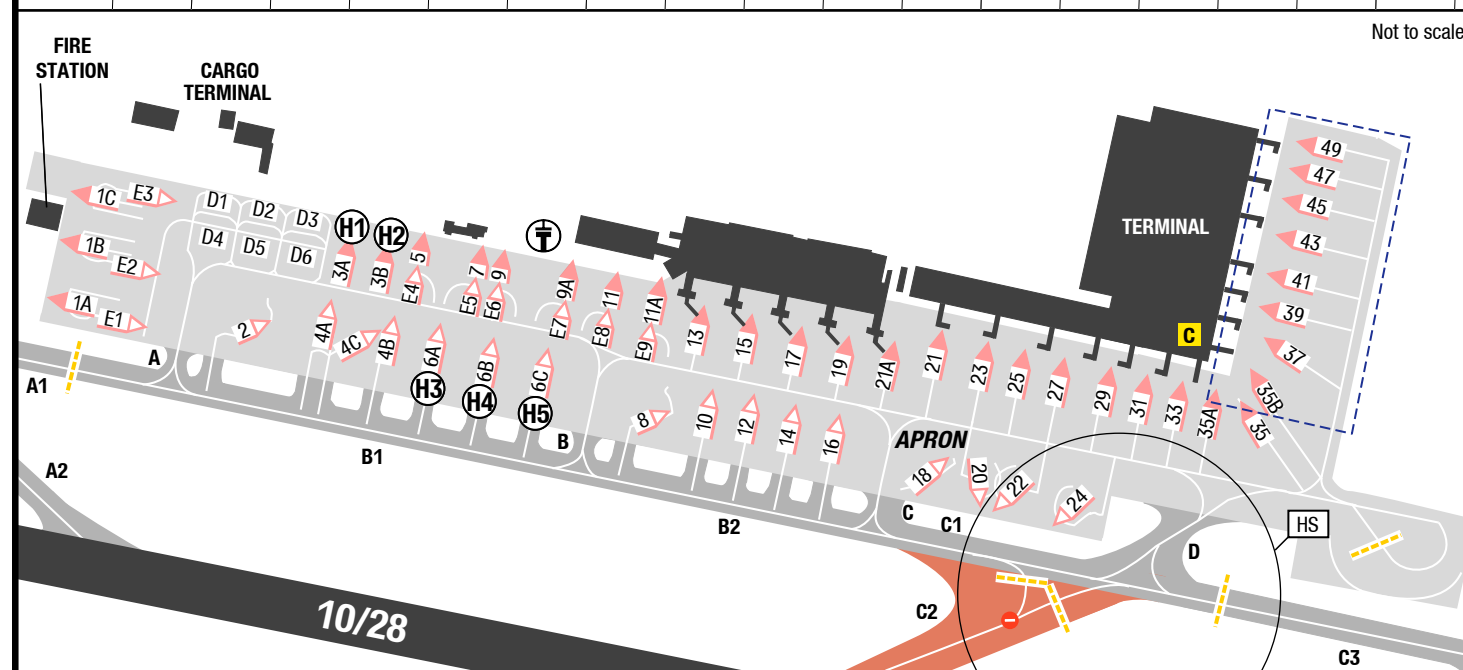 Not to scale
FIRE
STATION
CARGO
TERMINAL
1C
E3
1B
E2
1A
E1
D1
D2
D3
D4
D5
D6
H1
H2
3A
3B
5
E4
7
9
E5
E6
9A
E7
11
E8
11A
E9
13
15
17
19
21A
21
23
25
27
29
31
33
35A
35
35B
37
39
41
43
45
47
49
TERMINAL
C
2
4A
4C
4B
6A
6B
6C
H3
H4
H5
8
10
12
14
16
APRON
18
20
22
24
A
A1
A2
B
B1
B2
C
C1
C2
D
HS
C3
10/28